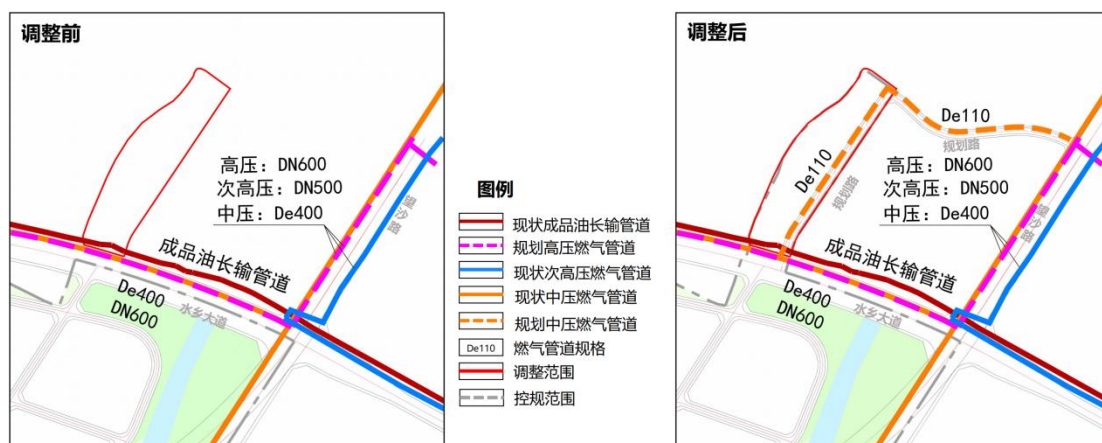 调整前
高压：DN600
次高压：DN500
中压：De400
望沙路
成品油长输管道
De400
DN600
水乡大道
图例
现状成品油长输管道
规划高压燃气管道
现状次高压燃气管道
现状中压燃气管道
规划中压燃气管道
De110 燃气管道规格
调整范围
控规范围
调整后
De110
规划路
De110
规划路
高压：DN600
次高压：DN500
中压：De400
望沙路
成品油长输管道
De400
DN600
水乡大道